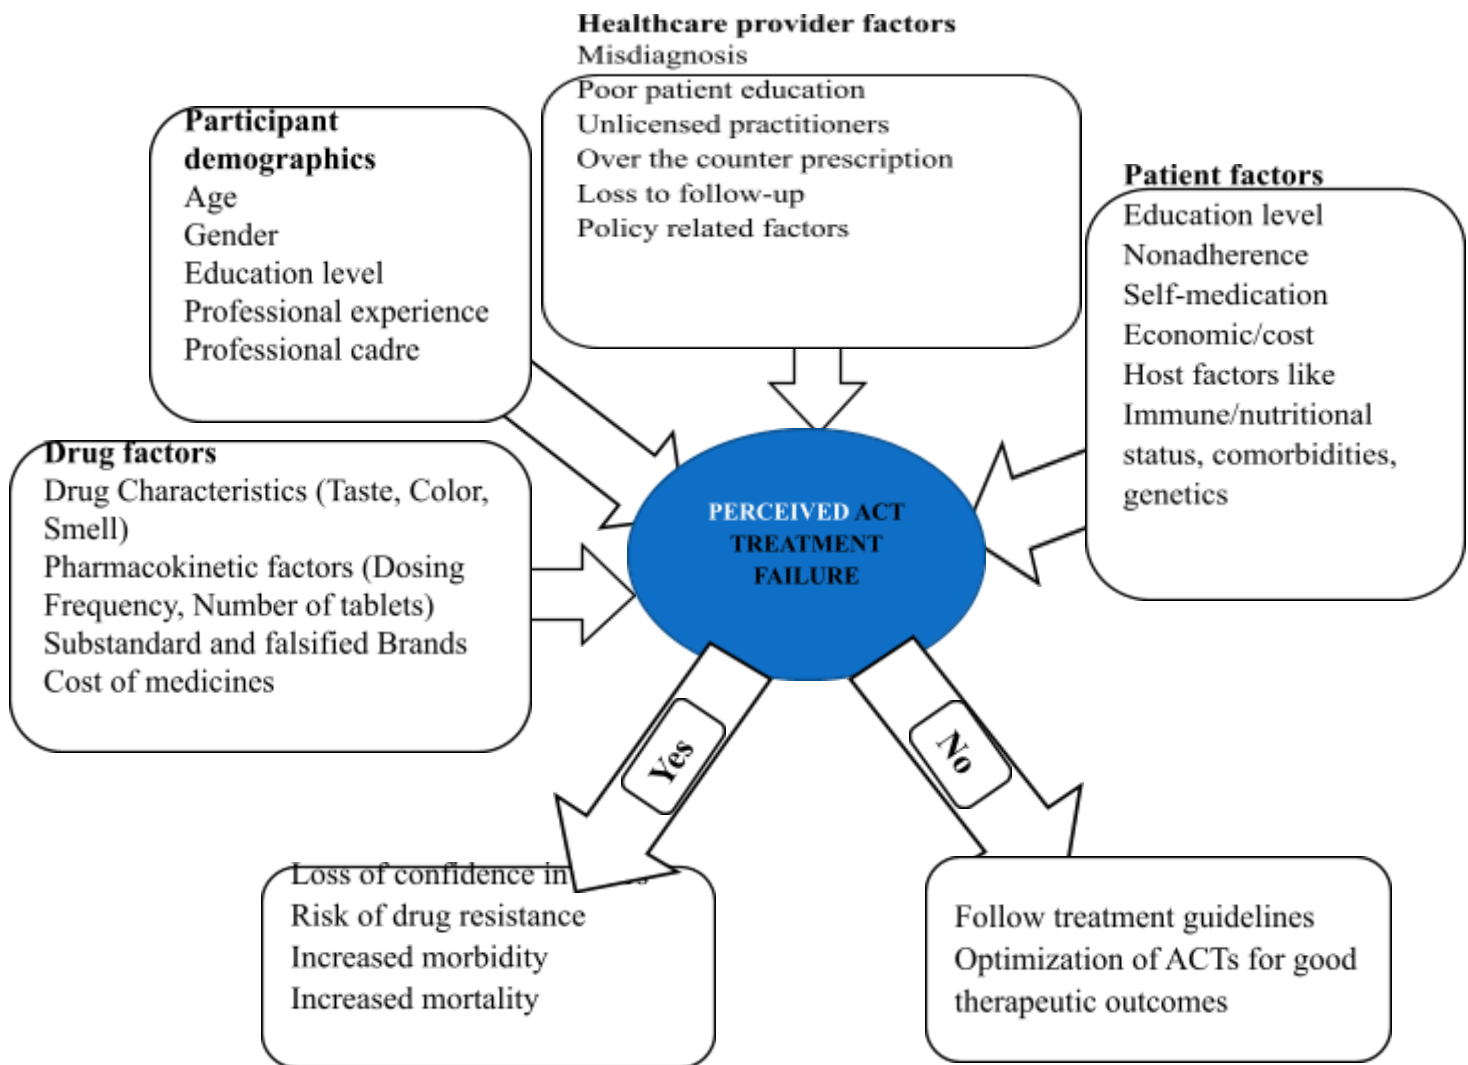 Healthcare provider factors
Misdiagnosis
Poor patient education
Unlicensed practitioners
Over the counter prescription
Loss to follow-up
Policy related factors
Participant
demographics
Age
Gender
Education level
Professional experience
Professional cadre
Patient factors
Education level
Nonadherence
Self-medication
Economic/cost
Host factors like
Immune/nutritional
status, comorbidities,
genetics
Drug factors
Drug Characteristics (Taste, Color,
Smell)
Pharmacokinetic factors (Dosing
Frequency, Number of tablets)
Substandard and falsified Brands
Cost of medicines
PERCEIVED ACT
TREATMENT
FAILURE
Yes
No
Loss of confidence in
Risk of drug resistance
Increased morbidity
Increased mortality
Follow treatment guidelines
Optimization of ACTs for good
therapeutic outcomes